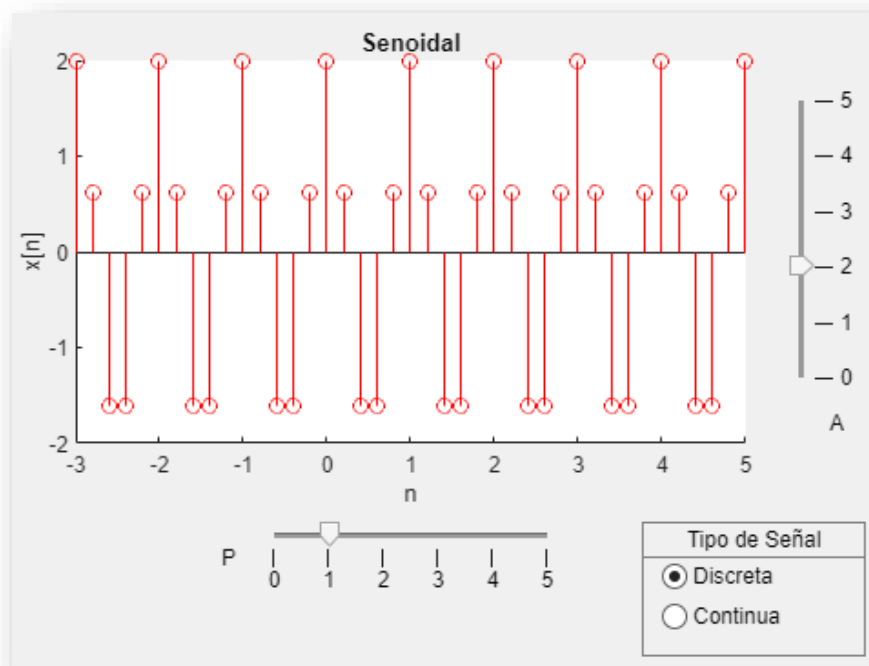 Senoidal
2
1
0
-1
-2
x[n]
-3 -2 -1 0 1 2 3 4 5
n
5
4
3
2
1
0
A
P
0 1 2 3 4 5
Tipo de Señal
Discreta
Continua